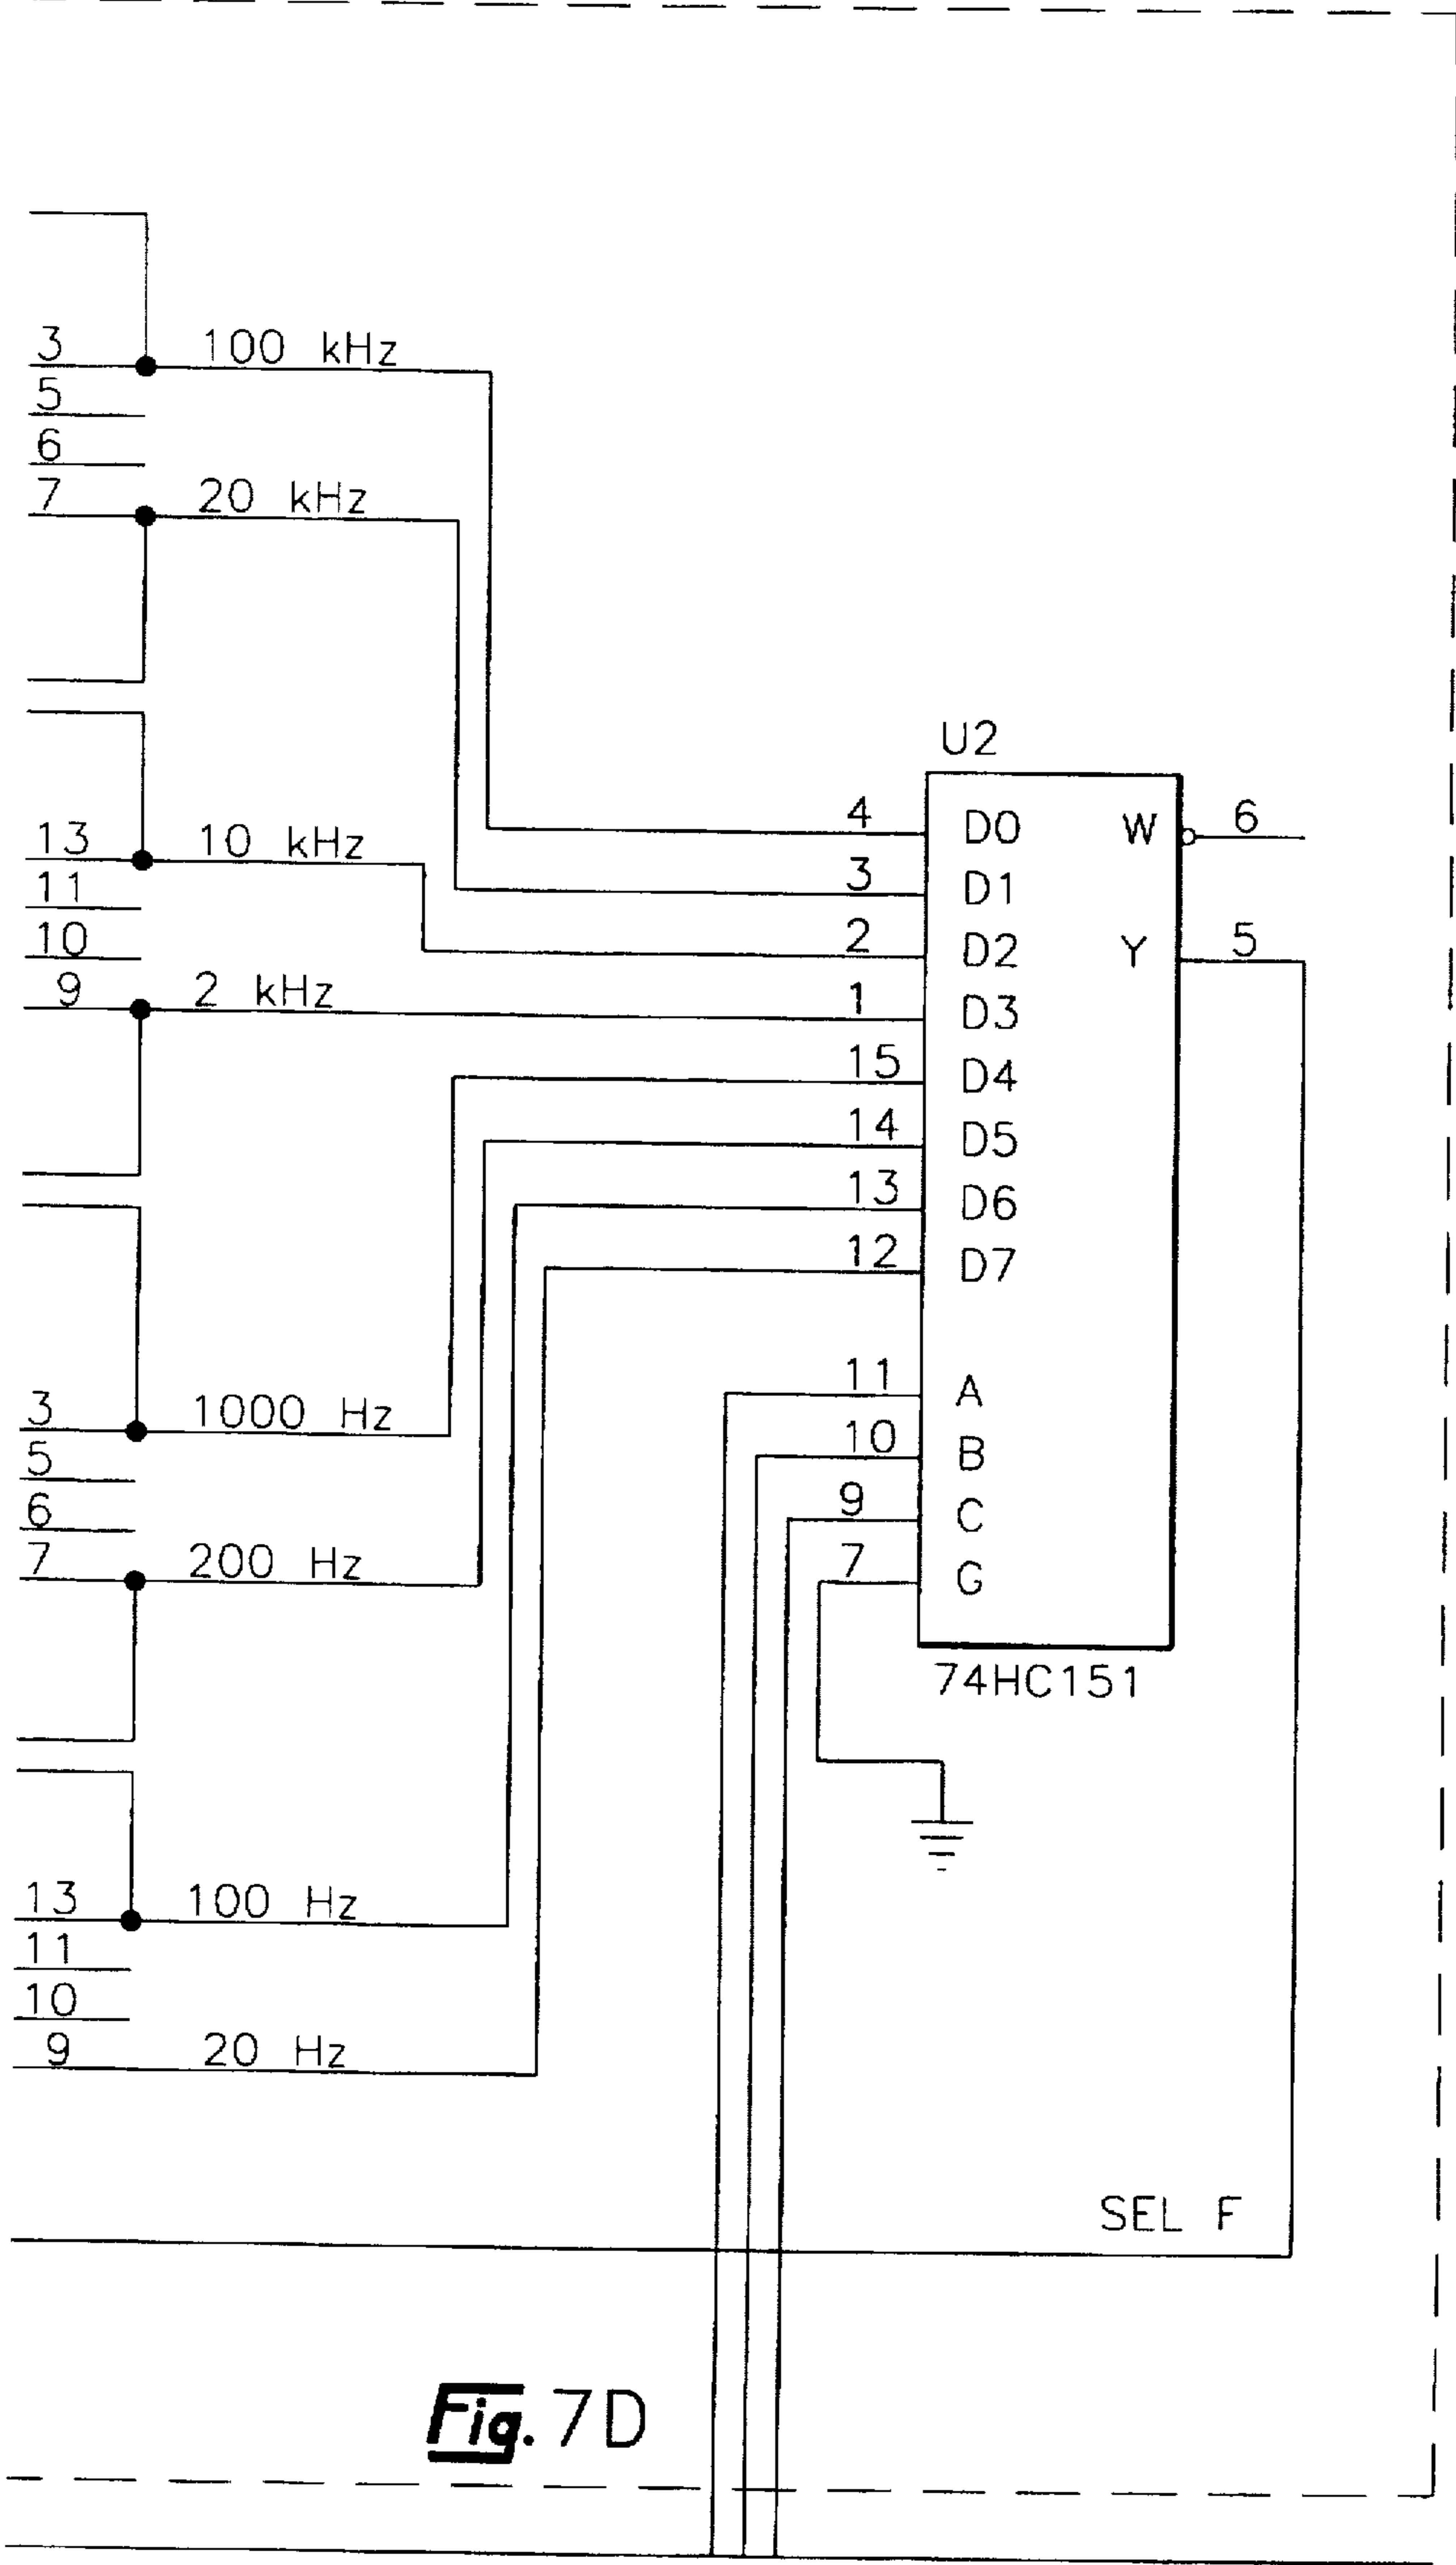 3 100 kHz
5
6
7 20 kHz
U2
13 10 kHz
11
10
9 2 kHz
4 D0 W 6
3 D1
2 D2 Y 5
1 D3
15 D4
14 D5
13 D6
12 D7
11 A
10 B
9 C
7 G
74HC151
3 1000 Hz
5
6
7 200 Hz
13 100 Hz
11
10
9 20 Hz
SEL F
Fig. 7D